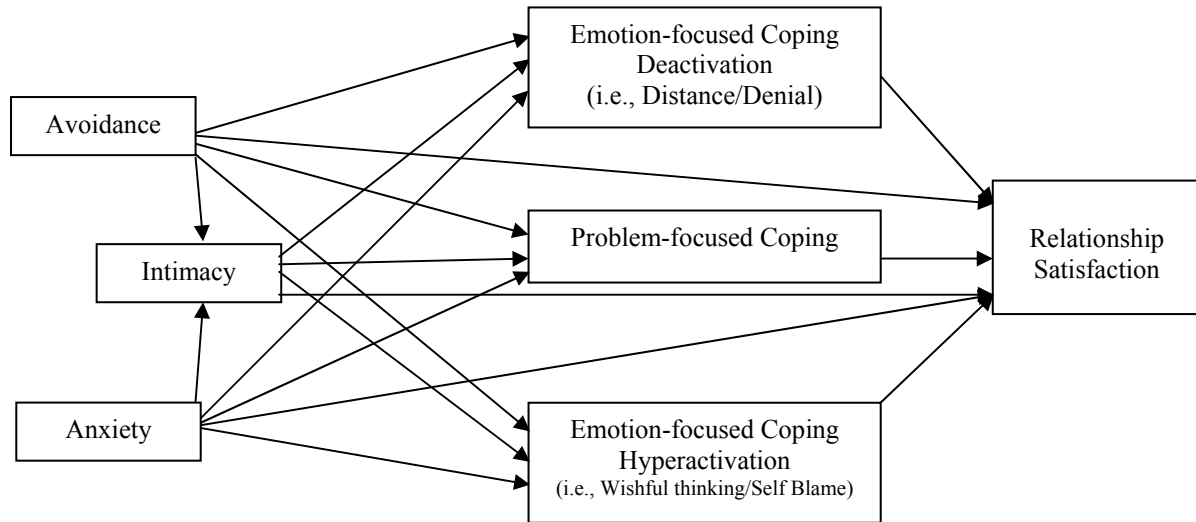 Emotion-focused Coping
Deactivation
(i.e., Distance/Denial)
Avoidance
Problem-focused Coping
Intimacy
Relationship
Satisfaction
Anxiety
Emotion-focused Coping
Hyperactivation
(i.e., Wishful thinking/Self Blame)